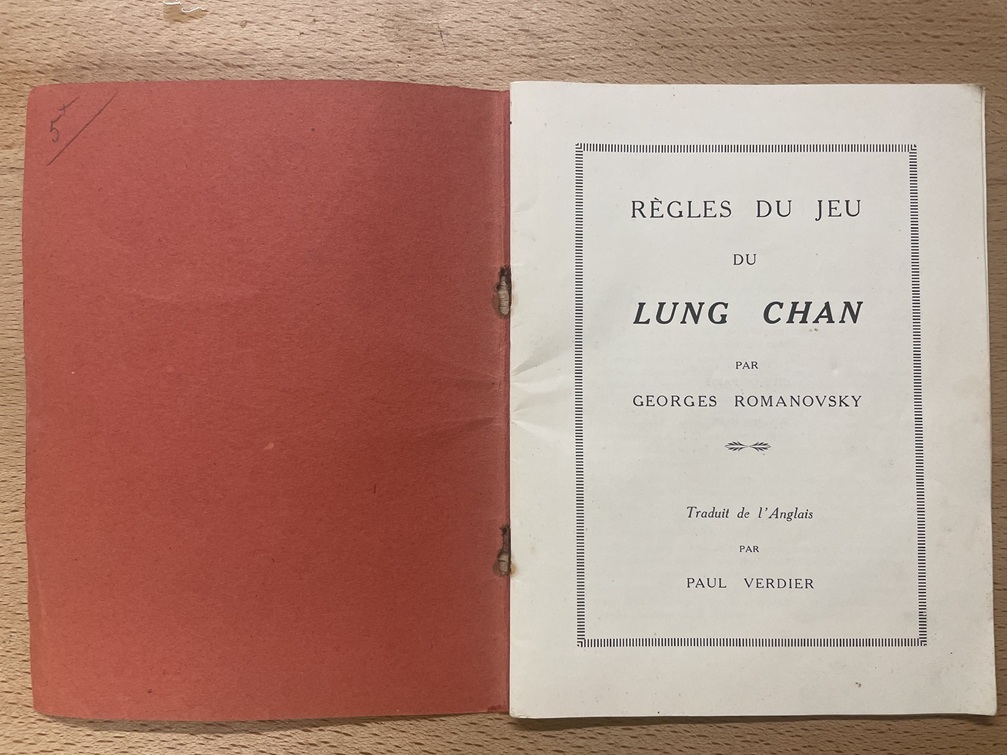 5
RÈGLES DU JEU
DU
LUNG CHAN
PAR
GEORGES ROMANOVSKY
Traduit de l'Anglais
PAR
PAUL VERDIER